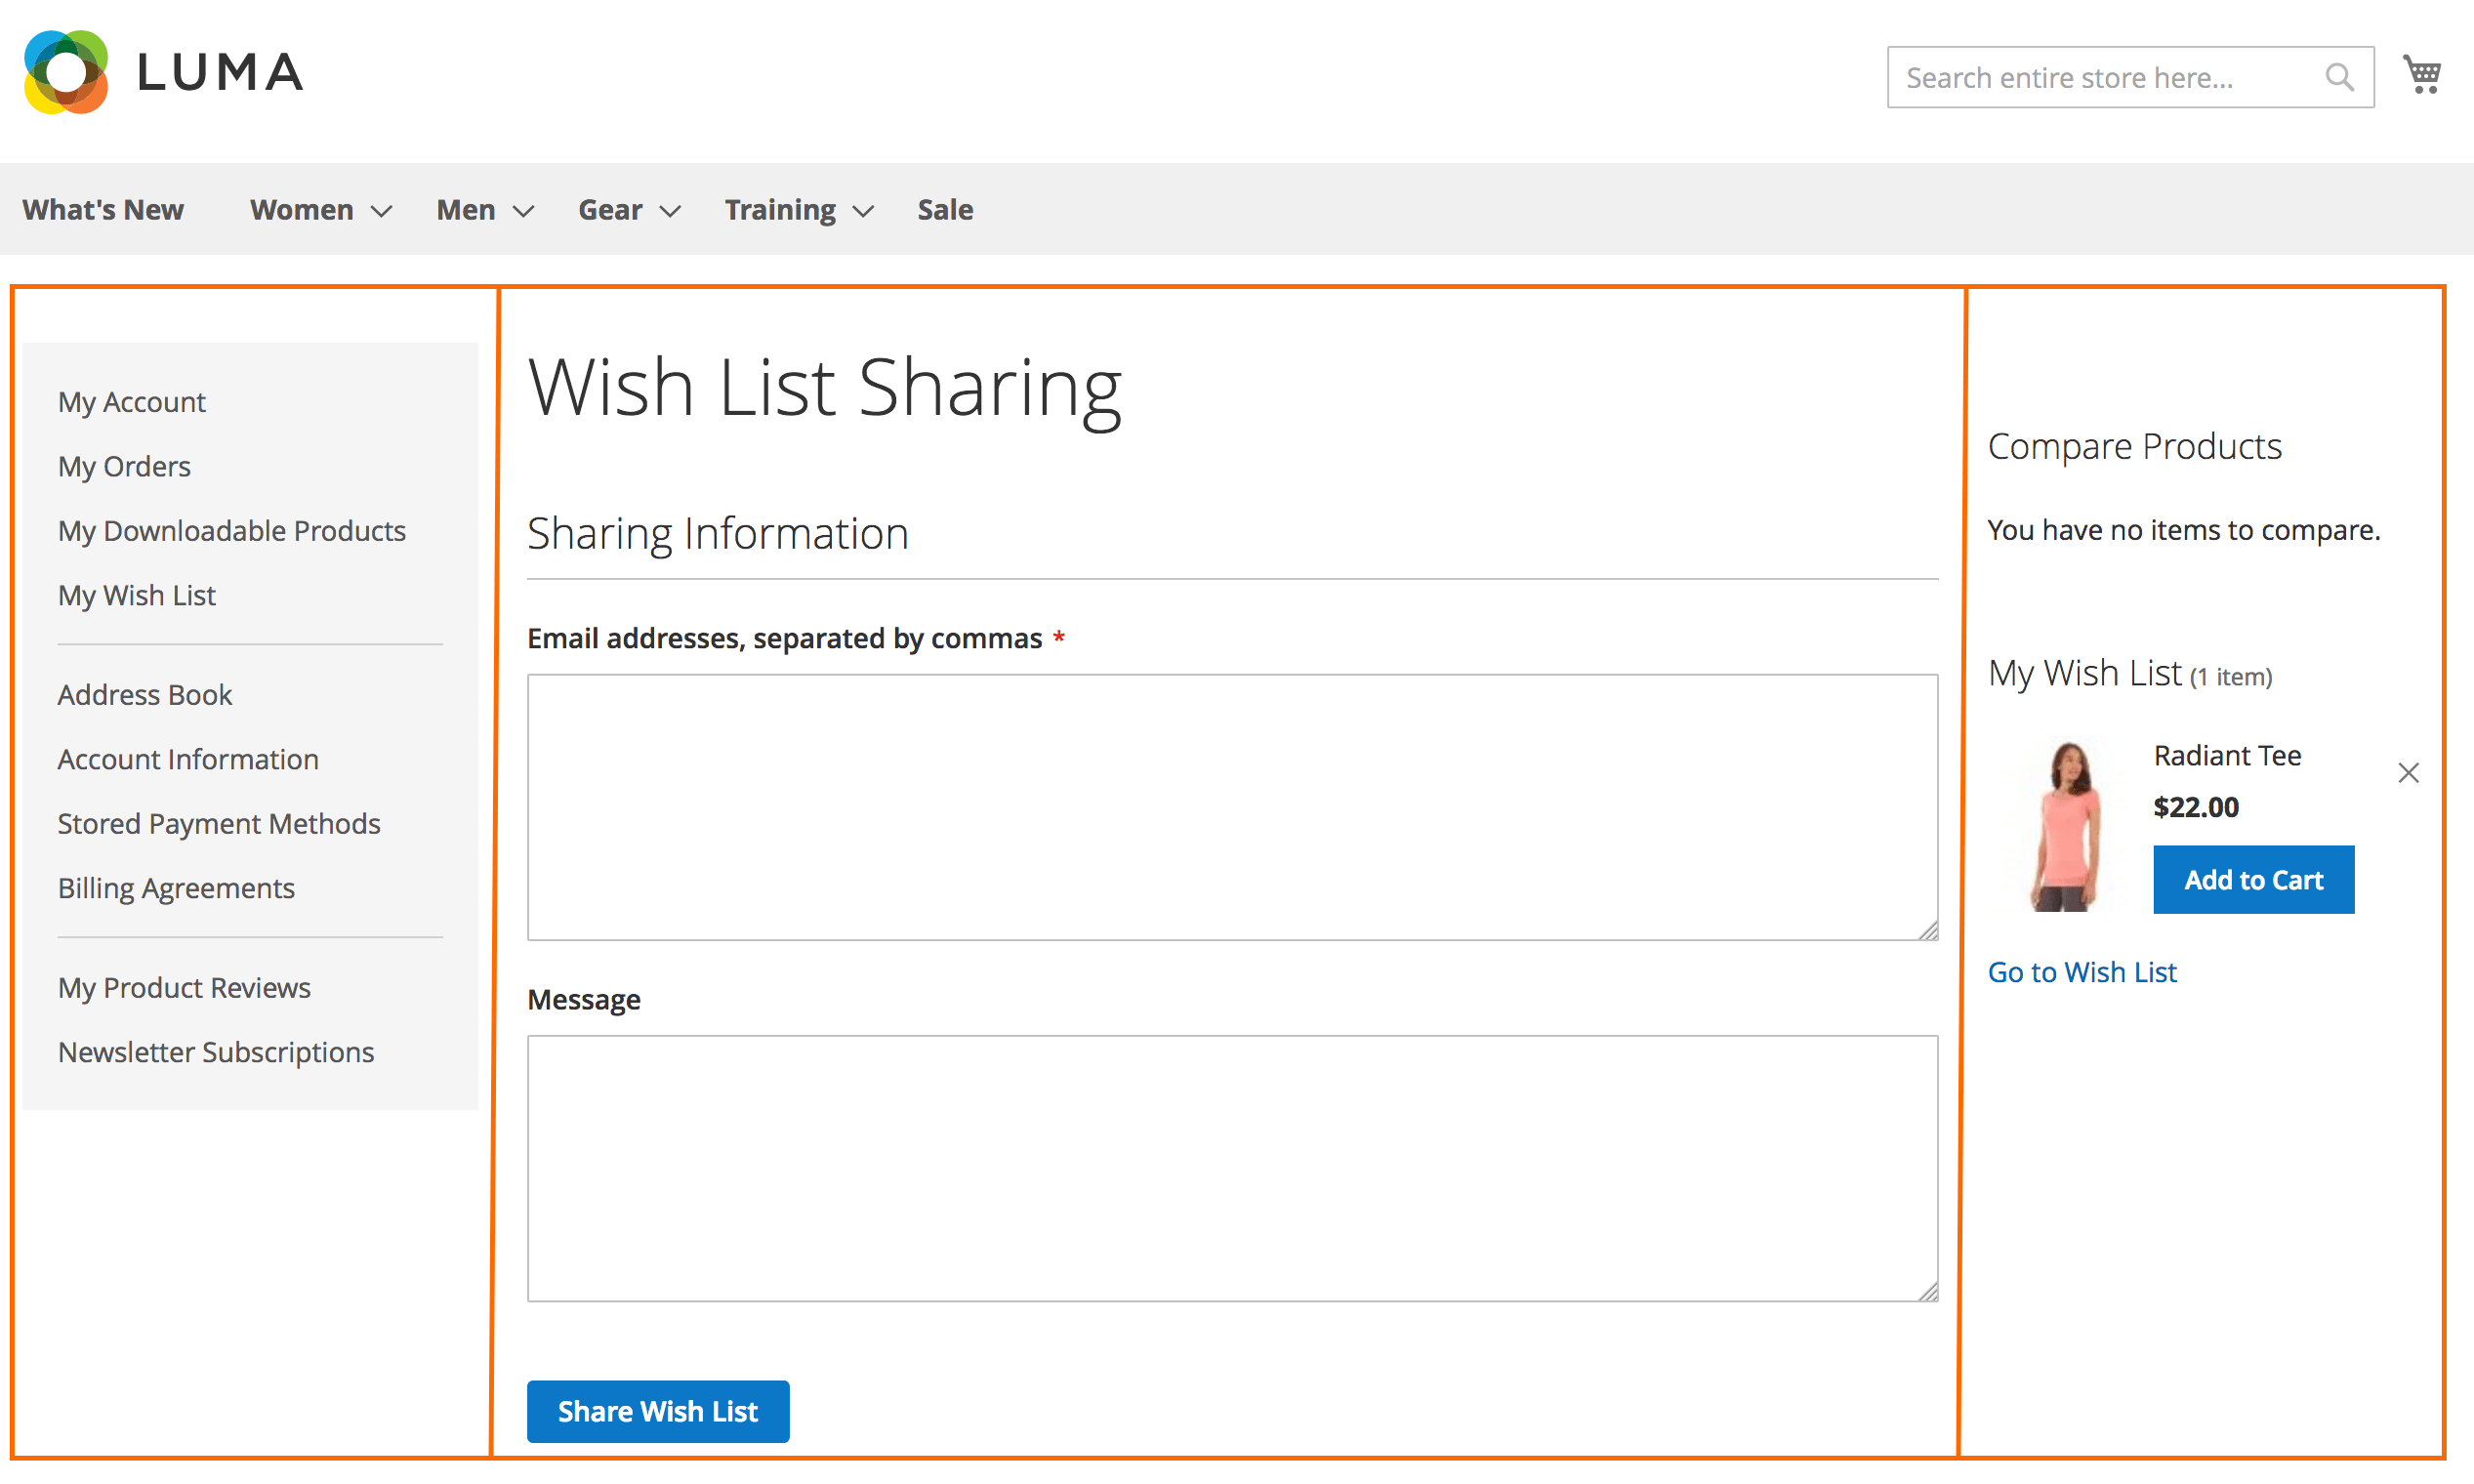 LUMA
Search entire store here...
What's New
Women
Men
Gear
Training
Sale
My Account
My Orders
My Downloadable Products
My Wish List
Address Book
Account Information
Stored Payment Methods
Billing Agreements
My Product Reviews
Newsletter Subscriptions
Wish List Sharing
Sharing Information
Email addresses, separated by commas *
Message
Share Wish List
Compare Products
You have no items to compare.
My Wish List (1 item)
Radiant Tee
$22.00
Add to Cart
Go to Wish List